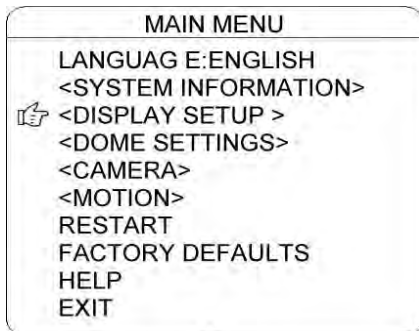 MAIN MENU
LANGUAG E:ENGLISH
<SYSTEM INFORMATION>
<DISPLAY SETUP >
<DOME SETTINGS>
<CAMERA>
<MOTION>
RESTART
FACTORY DEFAULTS
HELP
EXIT